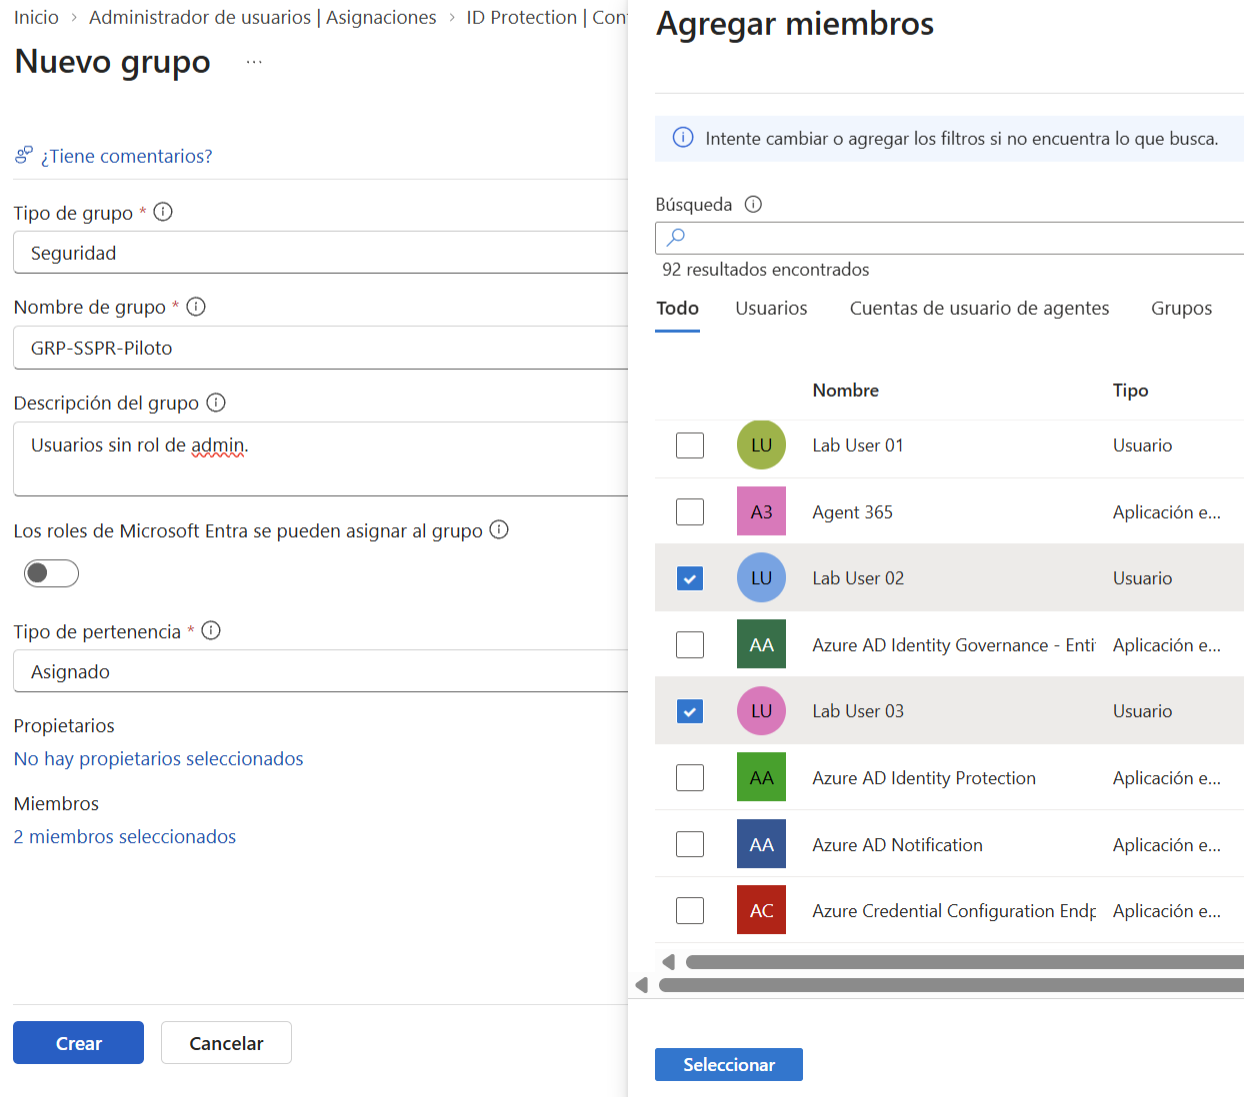 Inicio > Administrador de usuarios | Asignaciones > ID Protection | Con
Nuevo grupo ...
¿Tiene comentarios?
Tipo de grupo *
Seguridad
Nombre de grupo *
GRP-SSPR-Piloto
Descripción del grupo
Usuarios sin rol de admin.
Los roles de Microsoft Entra se pueden asignar al grupo
Tipo de pertenencia *
Asignado
Propietarios
No hay propietarios seleccionados
Miembros
2 miembros seleccionados
Crear
Cancelar
Agregar miembros
Intente cambiar o agregar los filtros si no encuentra lo que busca.
Búsqueda
92 resultados encontrados
Todo Usuarios Cuentas de usuario de agentes Grupos
Nombre Tipo
LU Lab User 01 Usuario
A3 Agent 365 Aplicación e...
LU Lab User 02 Usuario
AA Azure AD Identity Governance - Enti Aplicación e...
LU Lab User 03 Usuario
AA Azure AD Identity Protection Aplicación e...
AA Azure AD Notification Aplicación e...
AC Azure Credential Configuration Endp Aplicación e...
Seleccionar